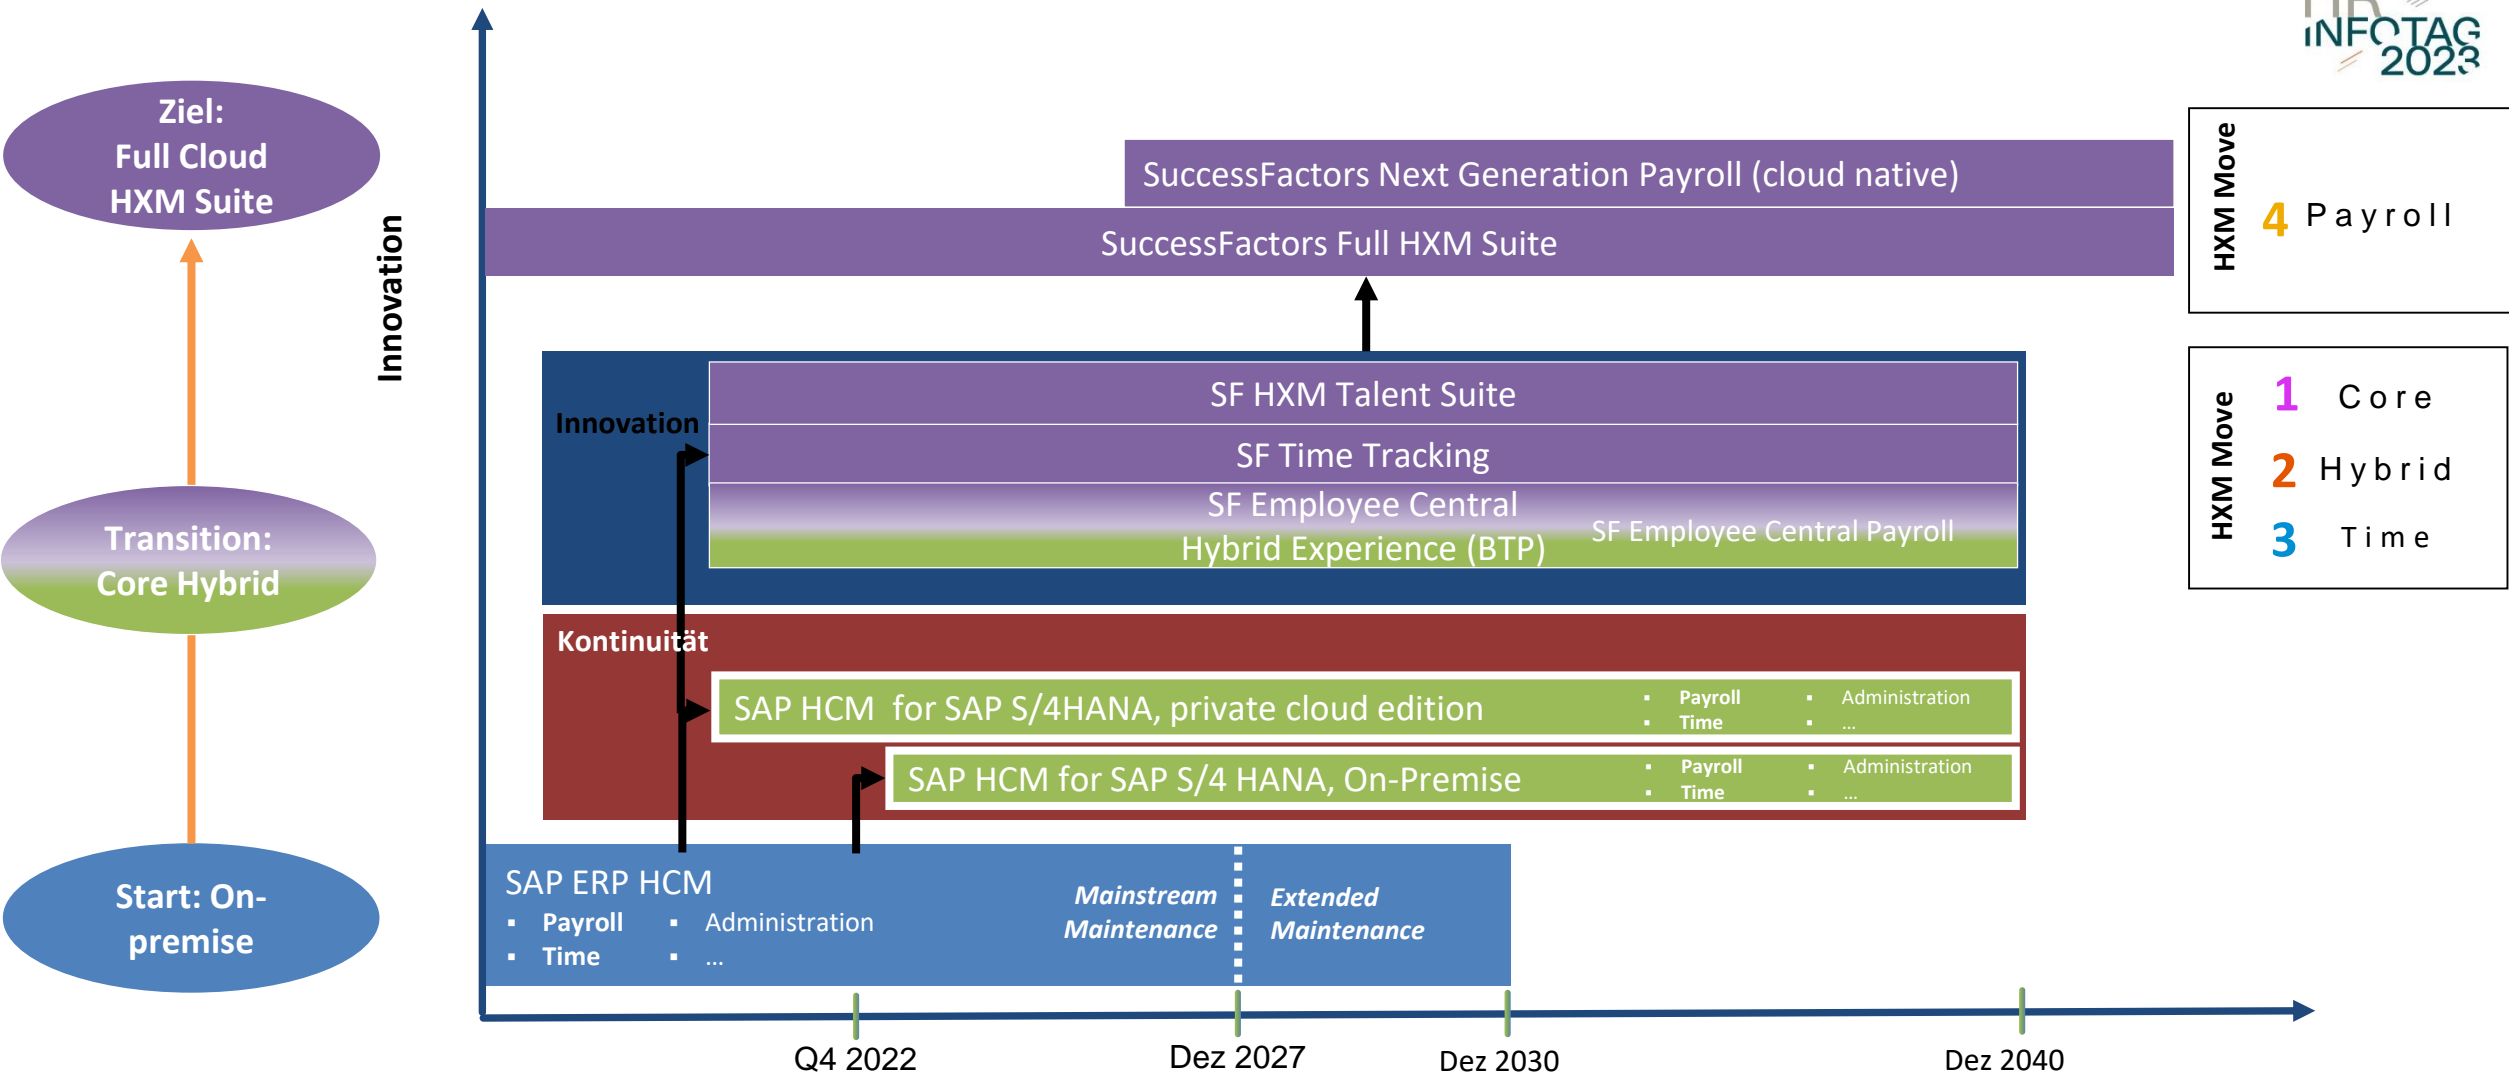 HR
INFOTAG
2023
Ziel:
Full Cloud
HXM Suite
Transition:
Core Hybrid
Start: On-
premise
Innovation
SuccessFactors Next Generation Payroll (cloud native)
SuccessFactors Full HXM Suite
Innovation
SF HXM Talent Suite
SF Time Tracking
SF Employee Central
Hybrid Experience (BTP)
SF Employee Central Payroll
Kontinuität
SAP HCM for SAP S/4HANA, private cloud edition
▪ Payroll ▪ Administration
▪ Time ▪ ...
SAP HCM for SAP S/4 HANA, On-Premise
▪ Payroll ▪ Administration
▪ Time ▪ ...
SAP ERP HCM
▪ Payroll ▪ Administration
▪ Time ▪ ...
Mainstream
Maintenance
Extended
Maintenance
Q4 2022
Dez 2027
Dez 2030
Dez 2040
HXM Move
4 Payroll
HXM Move
1 Core
2 Hybrid
3 Time